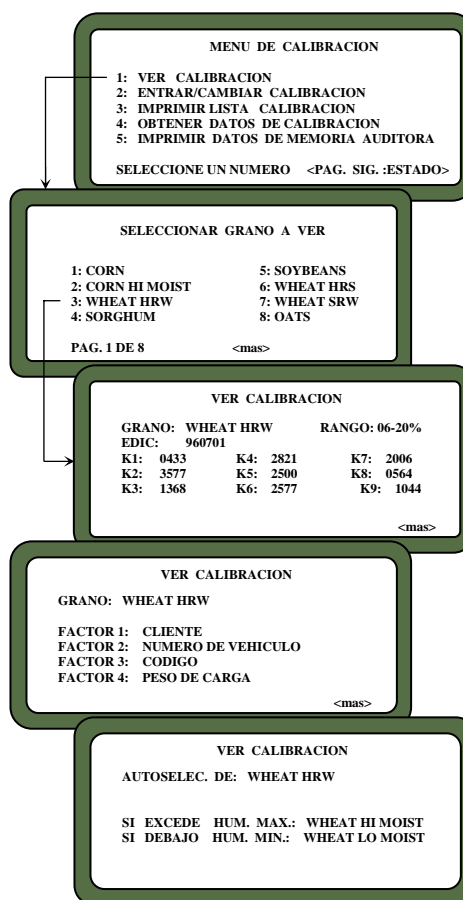 MENU DE CALIBRACION
1: VER CALIBRACION
2: ENTRAR/CAMBIAR CALIBRACION
3: IMPRIMIR LISTA CALIBRACION
4: OBTENER DATOS DE CALIBRACION
5: IMPRIMIR DATOS DE MEMORIA AUDITORA
SELECCIONE UN NUMERO <PAG. SIG. :ESTADO>
SELECCIONAR GRANO A VER
1: CORN 5: SOYBEANS
2: CORN HI MOIST 6: WHEAT HRS
3: WHEAT HRW 7: WHEAT SRW
4: SORGHUM 8: OATS
PAG. 1 DE 8 <mas>
VER CALIBRACION
GRANO: WHEAT HRW RANGO: 06-20%
EDIC: 960701
K1: 0433 K4: 2821 K7: 2006
K2: 3577 K5: 2500 K8: 0564
K3: 1368 K6: 2577 K9: 1044
<mas>
VER CALIBRACION
GRANO: WHEAT HRW
FACTOR 1: CLIENTE
FACTOR 2: NUMERO DE VEHICULO
FACTOR 3: CODIGO
FACTOR 4: PESO DE CARGA
<mas>
VER CALIBRACION
AUTOSELEC. DE: WHEAT HRW
SI EXCEDE HUM. MAX.: WHEAT HI MOIST
SI DEBAJO HUM. MIN.: WHEAT LO MOIST